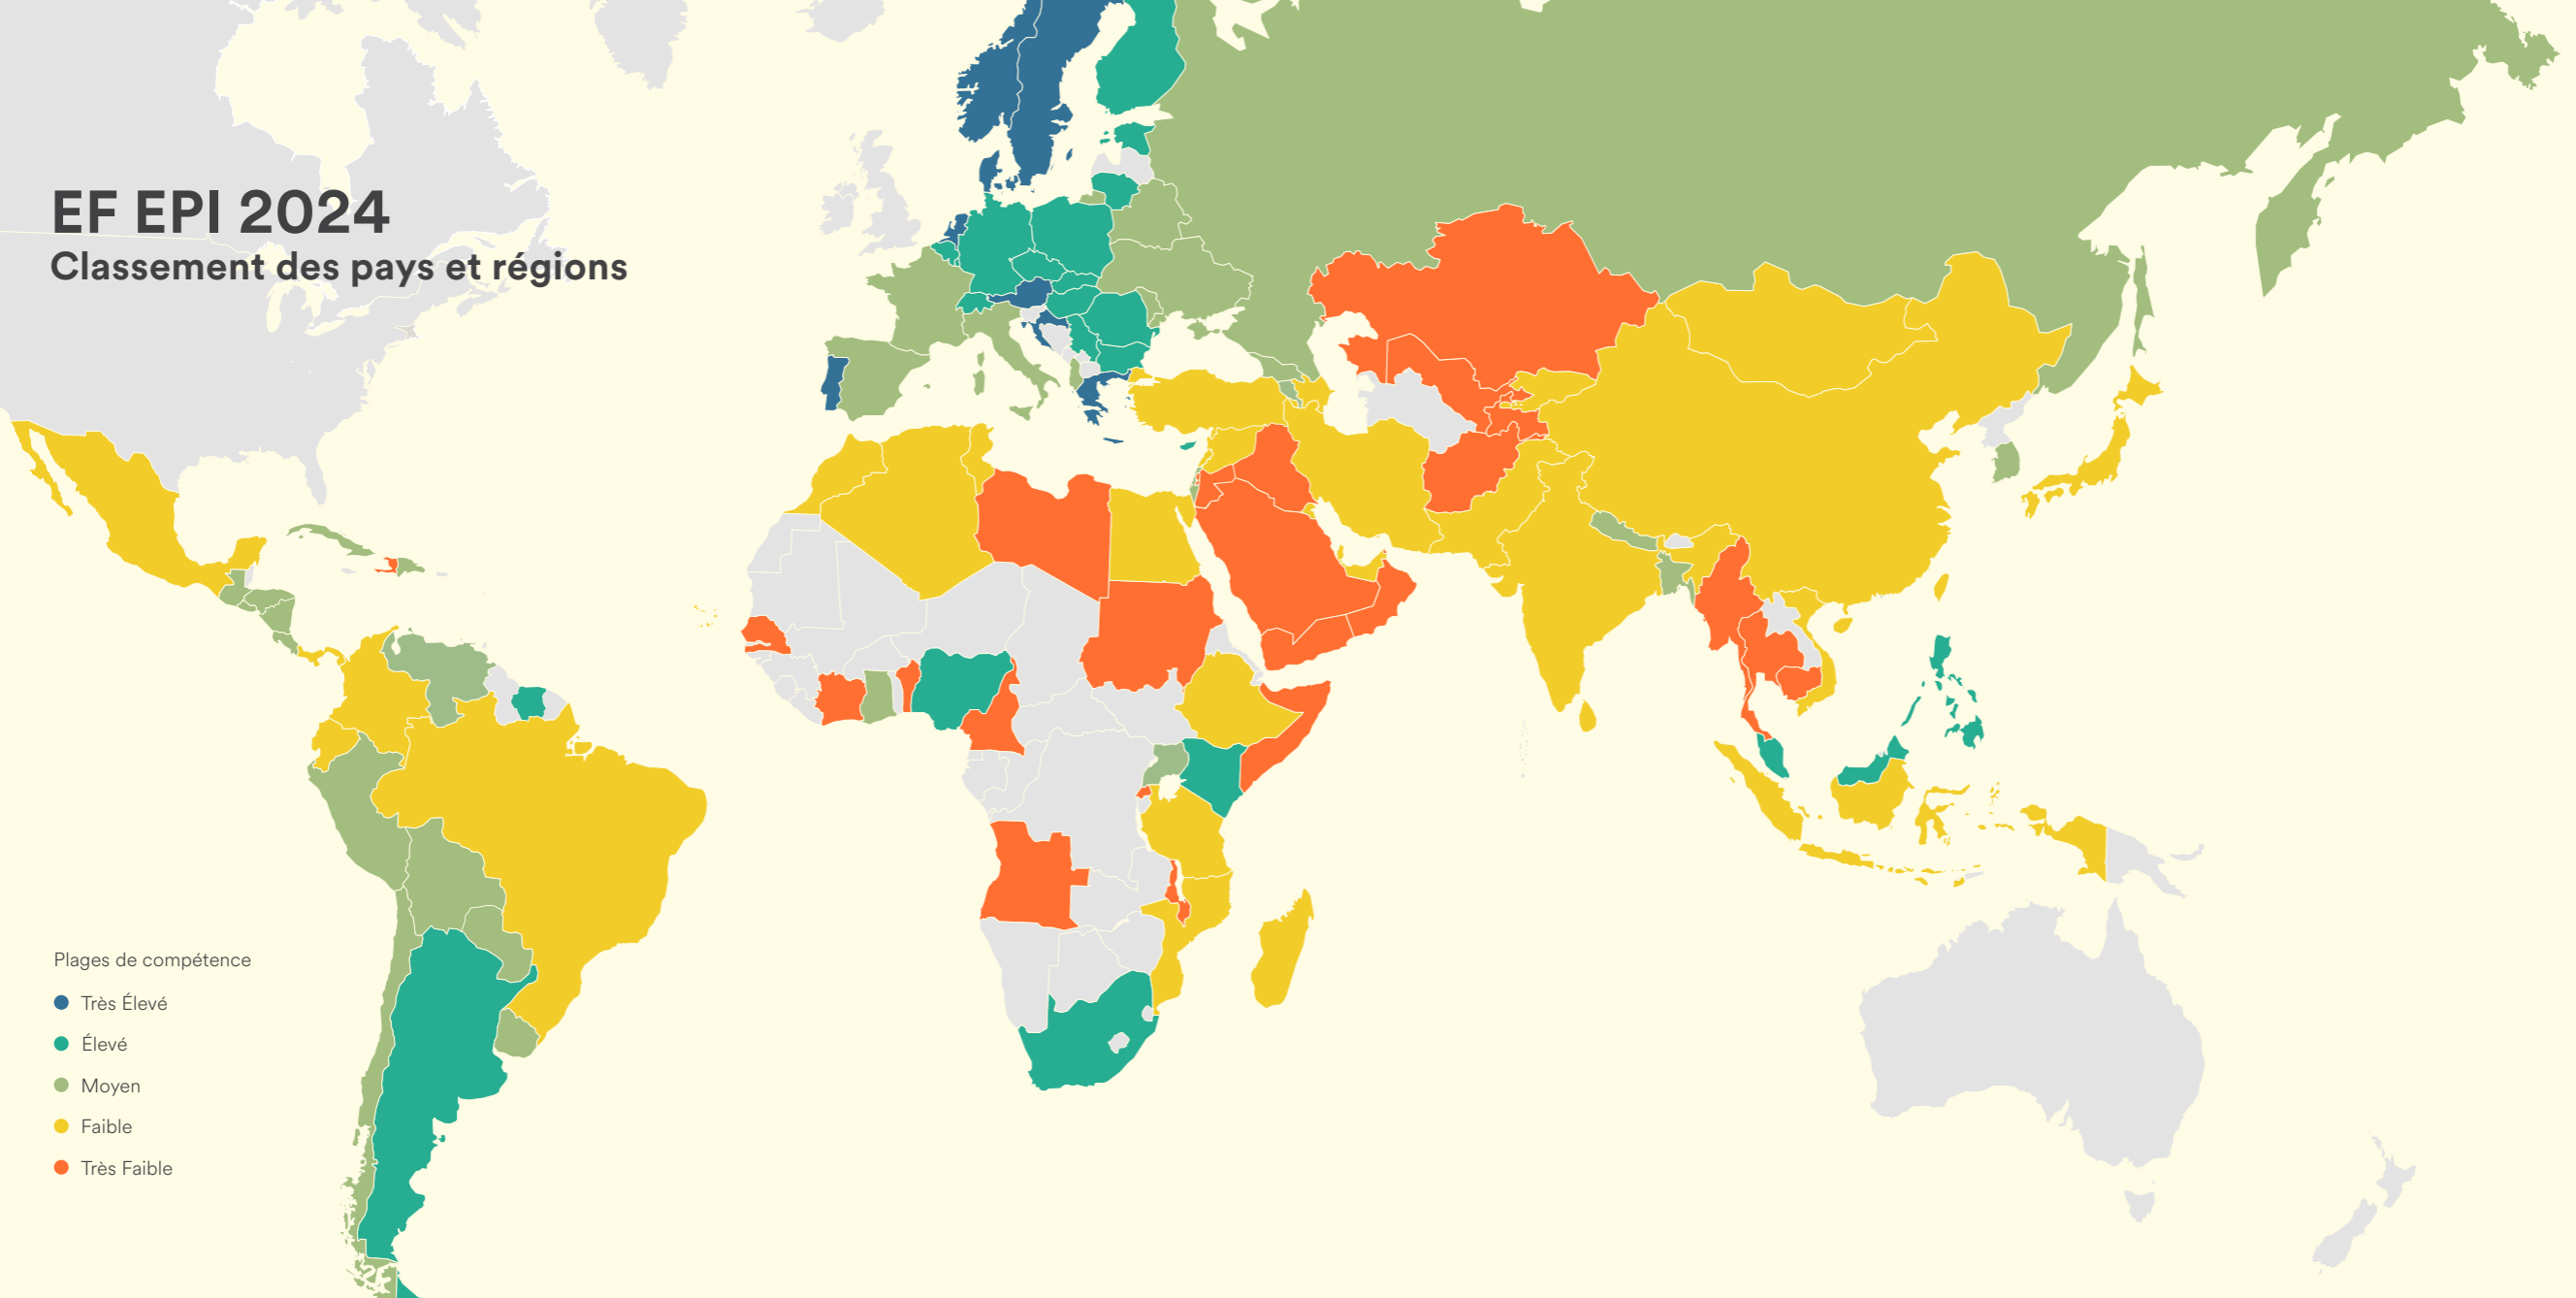 EF EPI 2024
Classement des pays et régions
Plages de compétence
Très Élevé
Élevé
Moyen
Faible
Très Faible